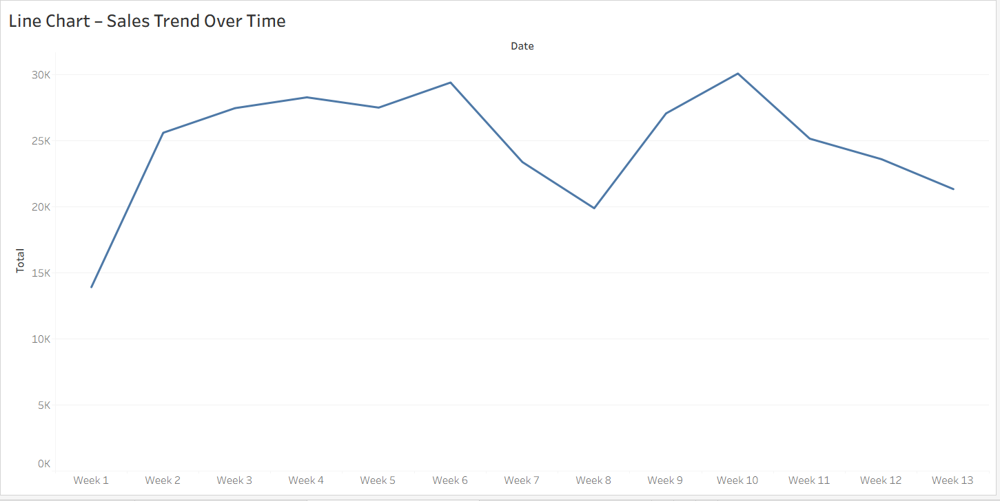 Line Chart – Sales Trend Over Time
Date
30K
25K
20K
15K
10K
5K
0K
Total
Week 1 Week 2 Week 3 Week 4 Week 5 Week 6 Week 7 Week 8 Week 9 Week 10 Week 11 Week 12 Week 13